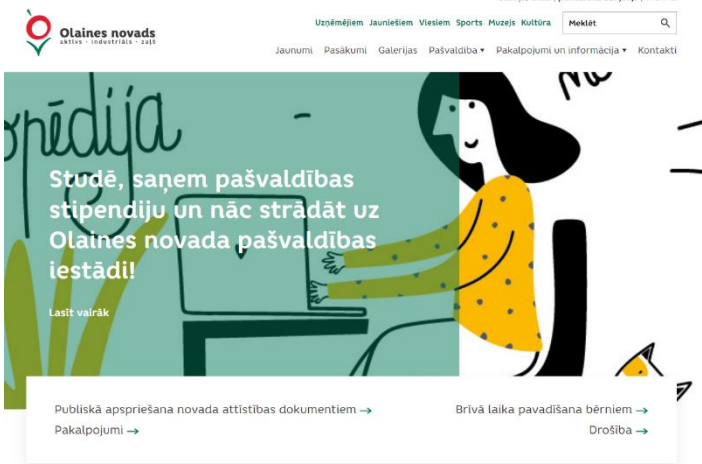 Olaines novads
aktīvs · industriāls · zaļš
Uzņēmējiem Jauniešiem Viesiem Sports Muzejs Kultūra Meklēt
Jaunumi Pasākumi Galerijas Pašvaldība Pakalpojumi un informācija Kontakti
Studē, saņem pašvaldības
stipendiju un nāc strādāt uz
Olaines novada pašvaldības
iestādi!
Lasīt vairāk
Publiskā apspriešana novada attīstības dokumentiem →
Brīvā laika pavadīšana bērniem →
Pakalpojumi →
Drošība →